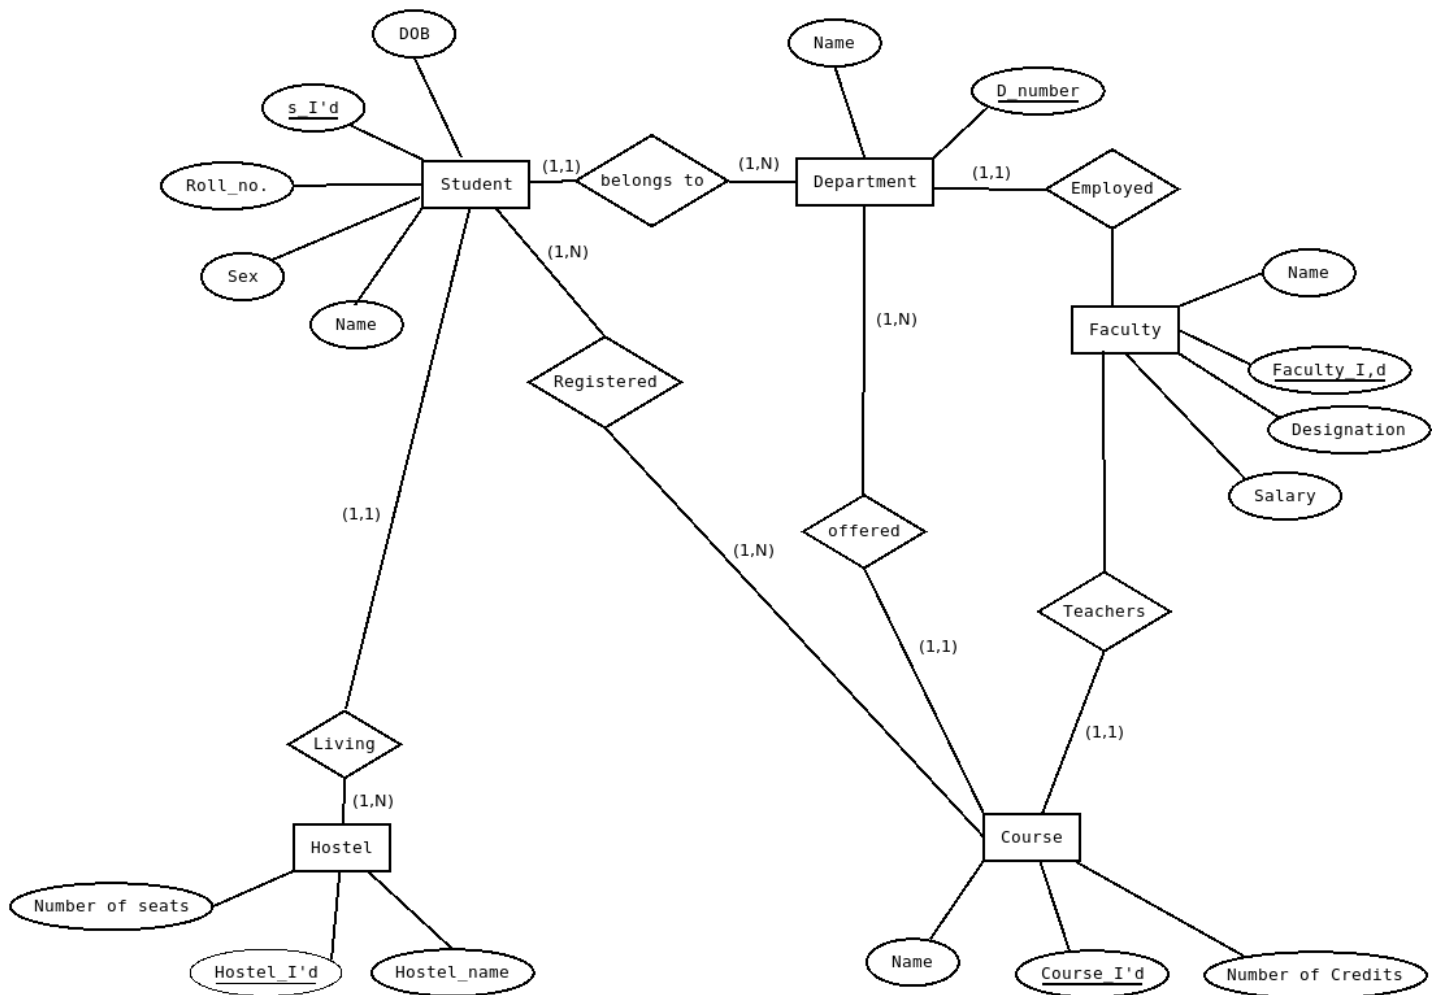 DOB
Name
D_number
s_I'd
(1,1)
belongs to
(1,N)
Department
(1,1)
Employed
Roll_no.
Student
Sex
(1,N)
Name
Name
(1,N)
Faculty
Faculty_I,d
Registered
Designation
Salary
(1,1)
(1,N)
offered
Teachers
(1,1)
(1,1)
Living
(1,N)
Hostel
Course
Number of seats
Hostel_I'd
Hostel_name
Name
Course_I'd
Number of Credits